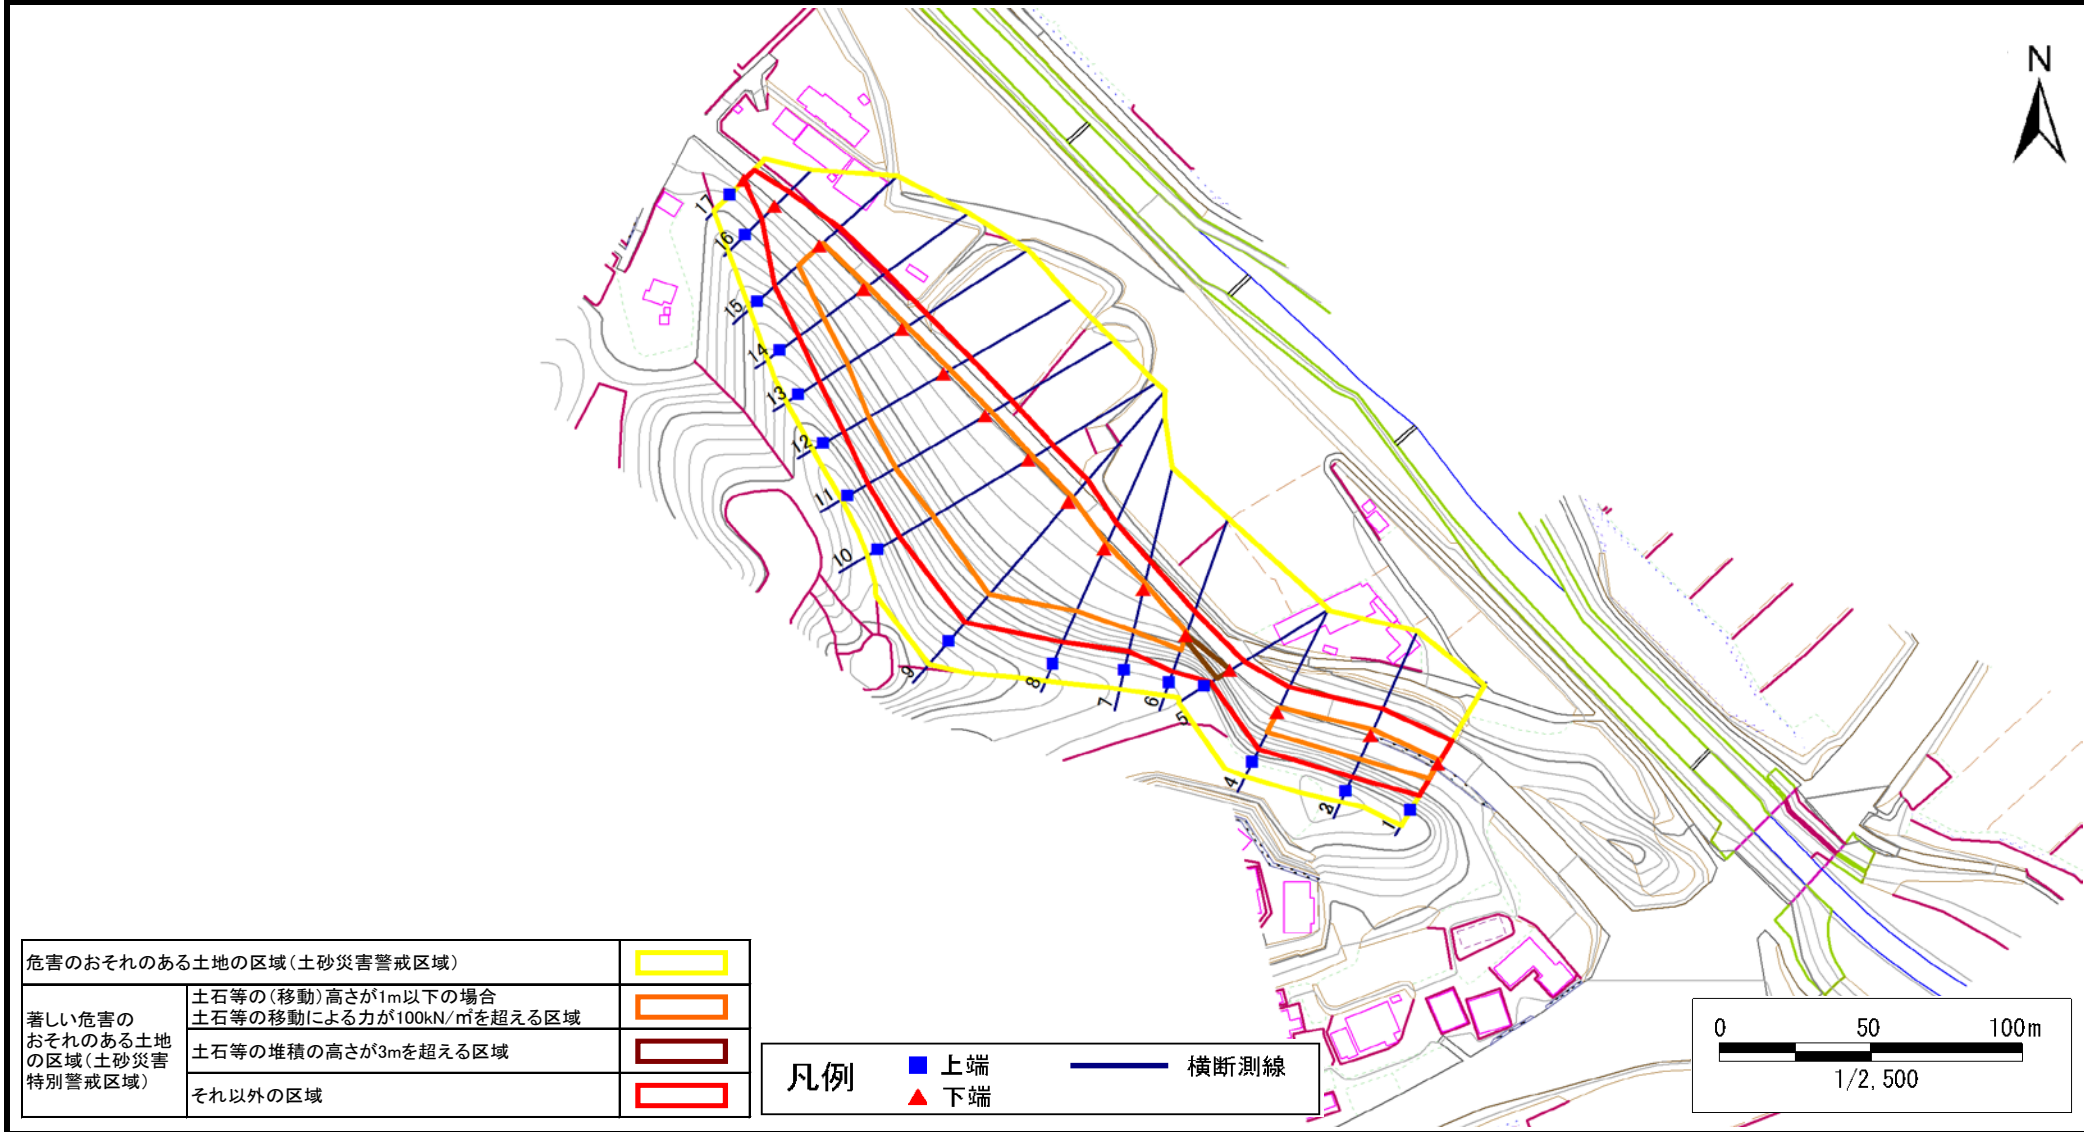 N
17
16
15
14
13
12
11
10
9
8
7
6
5
4
2
1
危害のおそれのある土地の区域(土砂災害警戒区域)
著しい危害の
おそれのある土地
の区域(土砂災害
特別警戒区域)
土石等の(移動)高さが1m以下の場合
土石等の移動による力が100kN/㎡を超える区域
土石等の堆積の高さが3mを超える区域
それ以外の区域
凡例
上端
下端
横断測線
0 50 100m
1/2,500